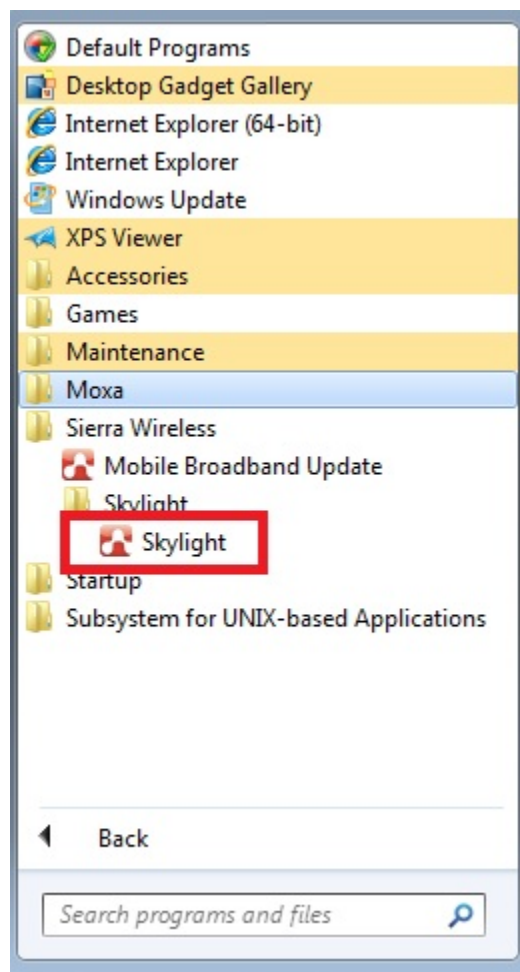 Default Programs
Desktop Gadget Gallery
Internet Explorer (64-bit)
Internet Explorer
Windows Update
XPS Viewer
Accessories
Games
Maintenance
Moxa
Sierra Wireless
Mobile Broadband Update
Skylight
Skylight
Startup
Subsystem for UNIX-based Applications
Back
Search programs and files